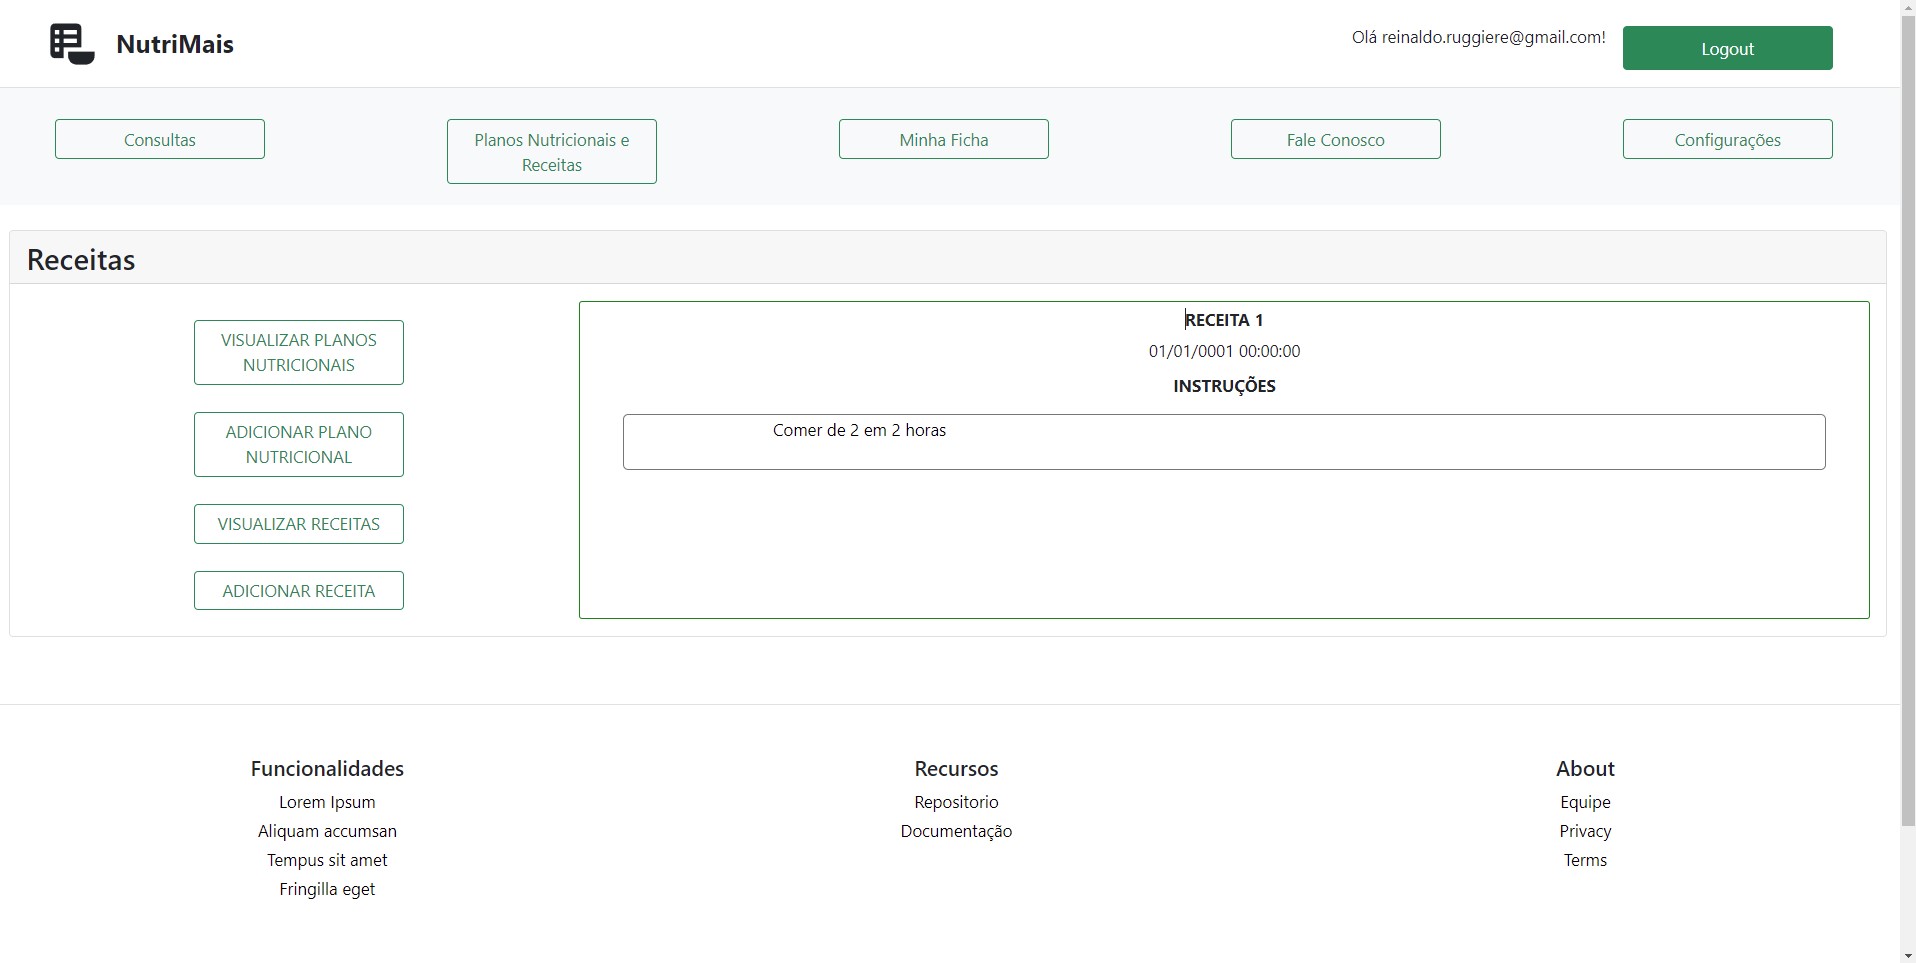 NutriMais
Olá reinaldo.ruggiere@gmail.com!
Logout
Consultas
Planos Nutricionais e
Receitas
Minha Ficha
Fale Conosco
Configurações
Receitas
VISUALIZAR PLANOS
NUTRICIONAIS
ADICIONAR PLANO
NUTRICIONAL
VISUALIZAR RECEITAS
ADICIONAR RECEITA
RECEITA 1
01/01/0001 00:00:00
INSTRUÇÕES
Comer de 2 em 2 horas
Funcionalidades
Lorem Ipsum
Aliquam accumsan
Tempus sit amet
Fringilla eget
Recursos
Repositorio
Documentação
About
Equipe
Privacy
Terms